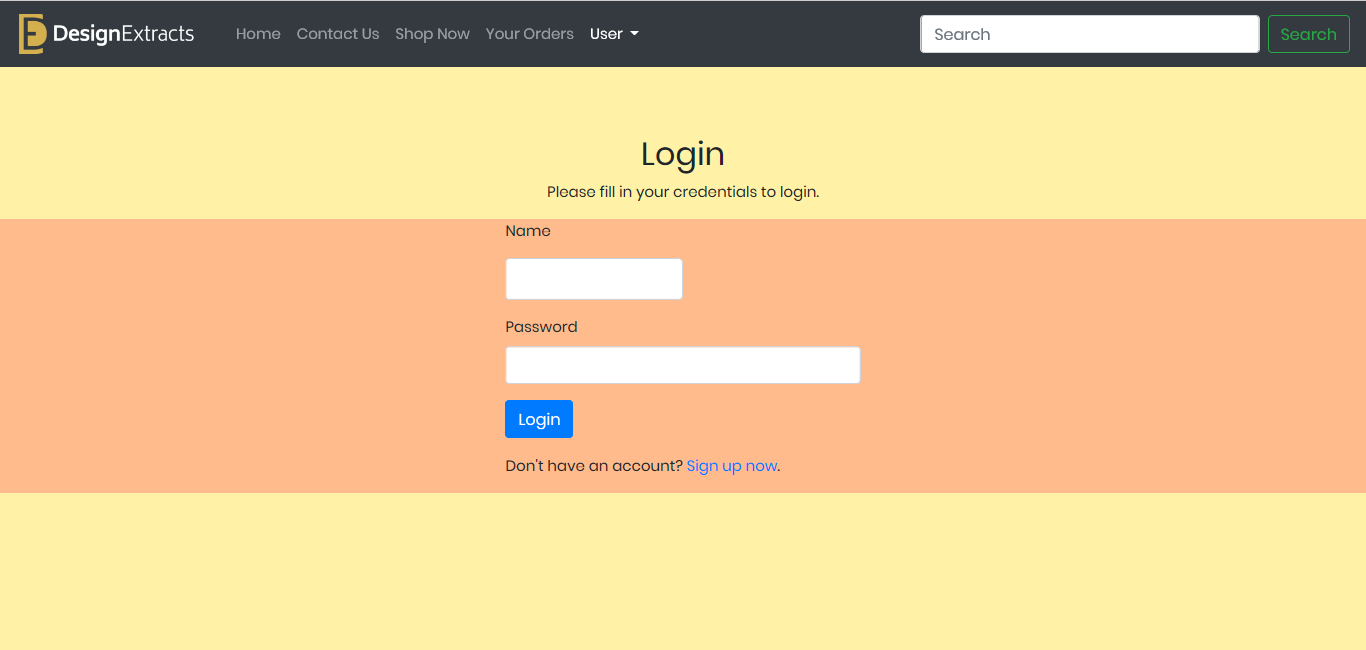 DesignExtracts Home Contact Us Shop Now Your Orders User Search Search
Login
Please fill in your credentials to login.
Name
Password
Login
Don't have an account? Sign up now.